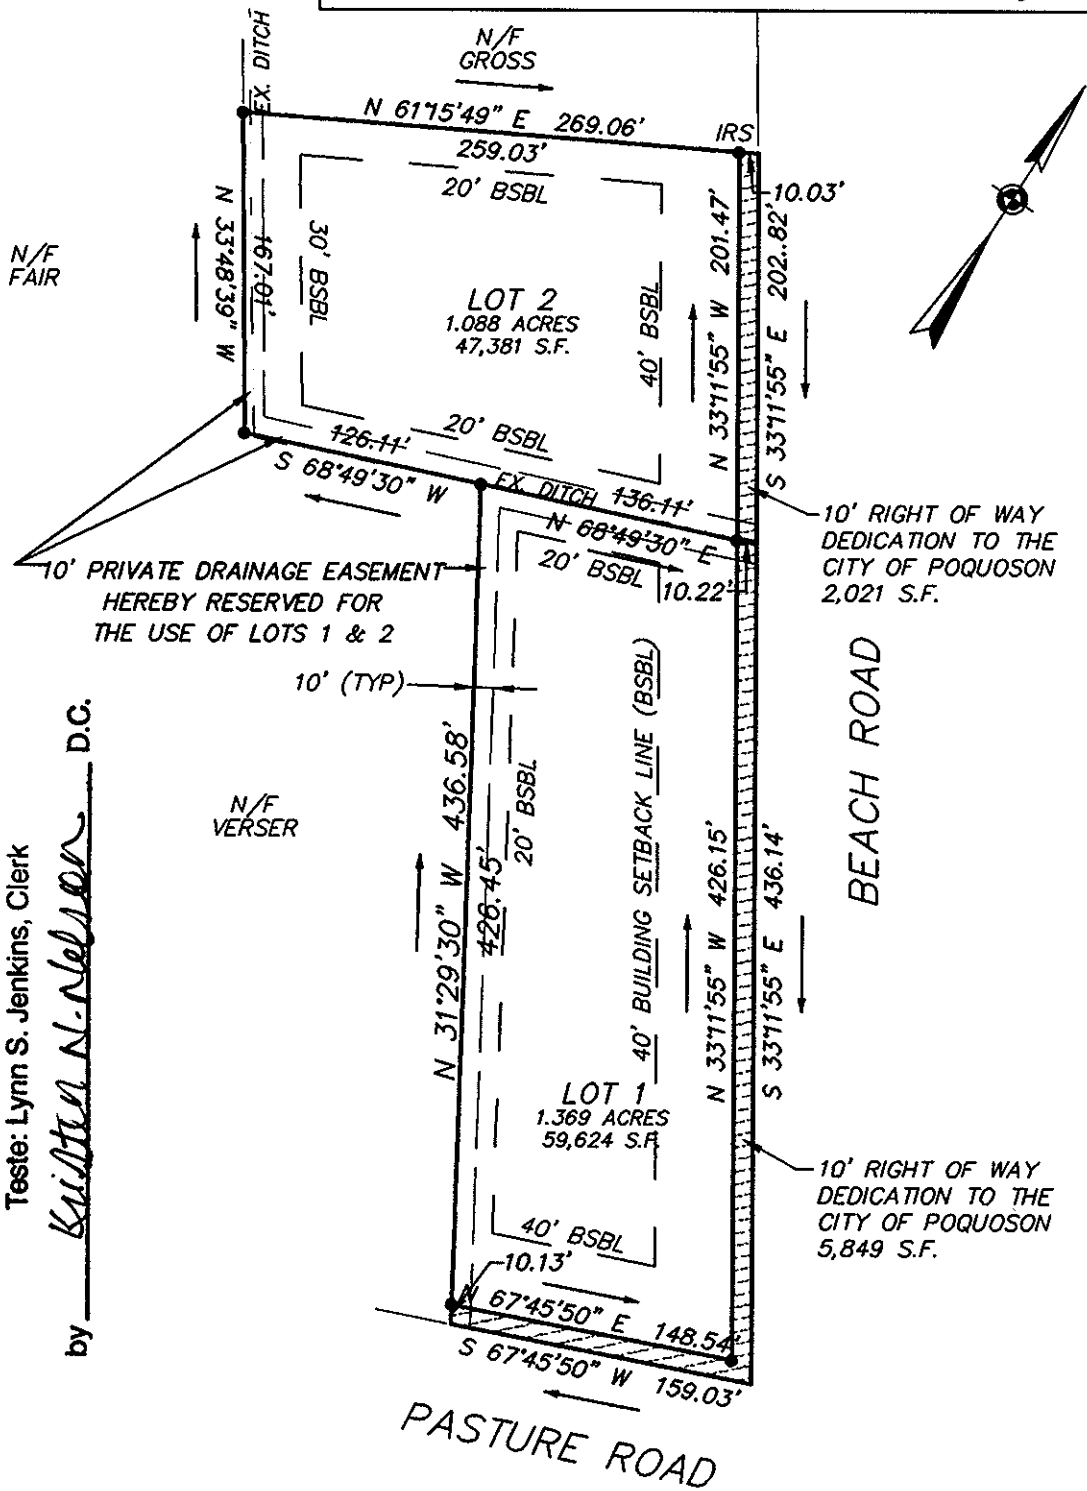 EX. DITCH
N/F
GROSS
N 61°15'49" E 269.06'
259.03'
IRS
20' BSBL
10.03'
N 33°48'39" W
167.01'
30' BSBL
N/F
FAIR
LOT 2
1.088 ACRES
47,381 S.F.
40' BSBL
N 33°11'55" W 201.47'
S 33°11'55" E 202.82'
20' BSBL
126.11'
S 68°49'30" W
EX. DITCH 136.11'
N 68°49'30" E
20' BSBL
10.22'
10' RIGHT OF WAY
DEDICATION TO THE
CITY OF POQUOSON
2,021 S.F.
10' PRIVATE DRAINAGE EASEMENT
HEREBY RESERVED FOR
THE USE OF LOTS 1 & 2
10' (TYP)
N/F
VERSER
N 31°29'30" W 436.58'
426.45'
20' BSBL
40' BUILDING SETBACK LINE (BSBL)
N 33°11'55" W 426.15'
S 33°11'55" E 436.14'
BEACH ROAD
LOT 1
1.369 ACRES
59,624 S.F.
40' BSBL
10.13'
N 67°45'50" E 148.54'
S 67°45'50" W 159.03'
10' RIGHT OF WAY
DEDICATION TO THE
CITY OF POQUOSON
5,849 S.F.
PASTURE ROAD
Teste: Lynn S. Jenkins, Clerk
by Kristen N. Nelson D.C.